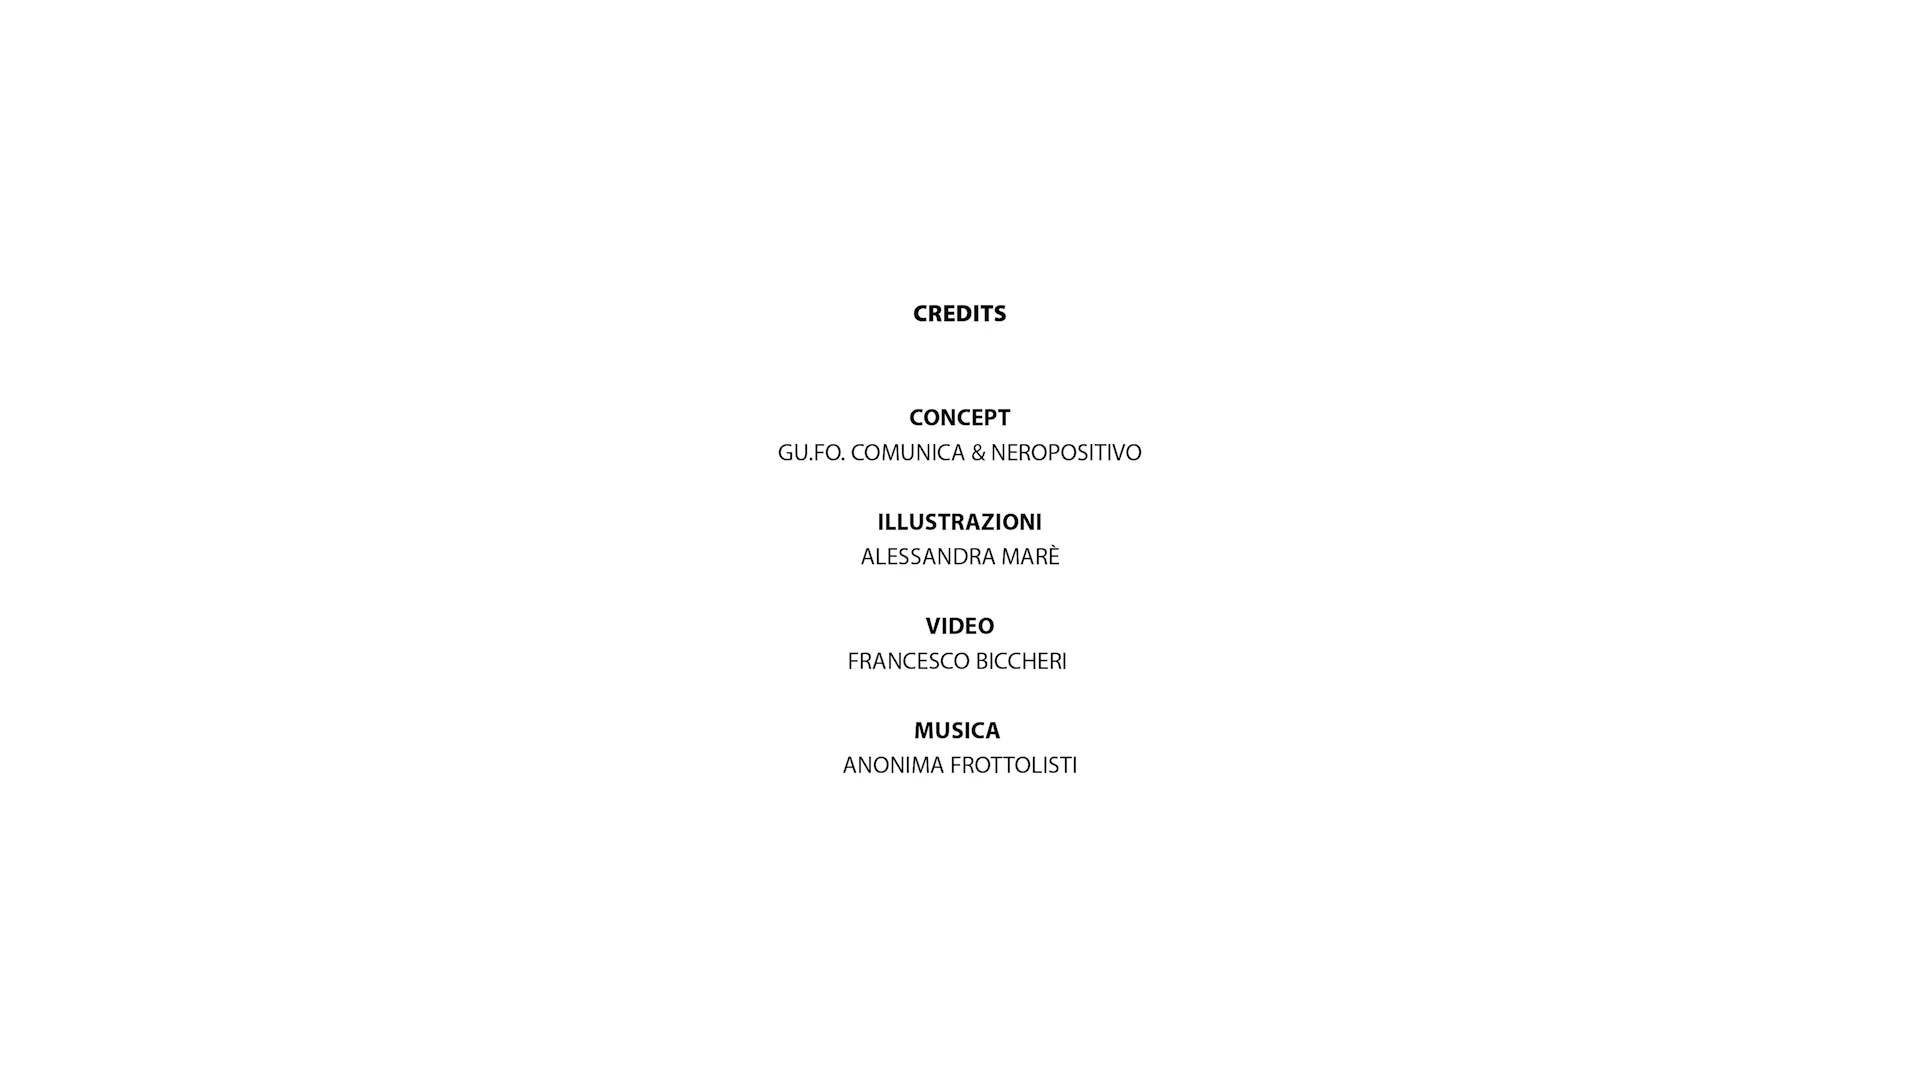 CREDITS
CONCEPT
GU.FO. COMUNICA & NEROPOSITIVO
ILLUSTRAZIONI
ALESSANDRA MARÈ
VIDEO
FRANCESCO BICCHERI
MUSICA
ANONIMA FROTTOLISTI